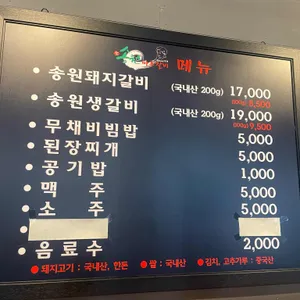 메뉴
· 송원돼지갈비 (국내산 200g) 17,000
· 송원생갈비 (국내산 200g) 19,000
· 무채비빔밥 5,000
· 된장찌개 5,000
· 공기밥 1,000
· 맥 주 5,000
· 소 주 5,000
·
· 음료수 2,000
● 돼지고기 : 국내산, 한돈 ● 쌀 : 국내산 ● 김치, 고추가루 : 중국산